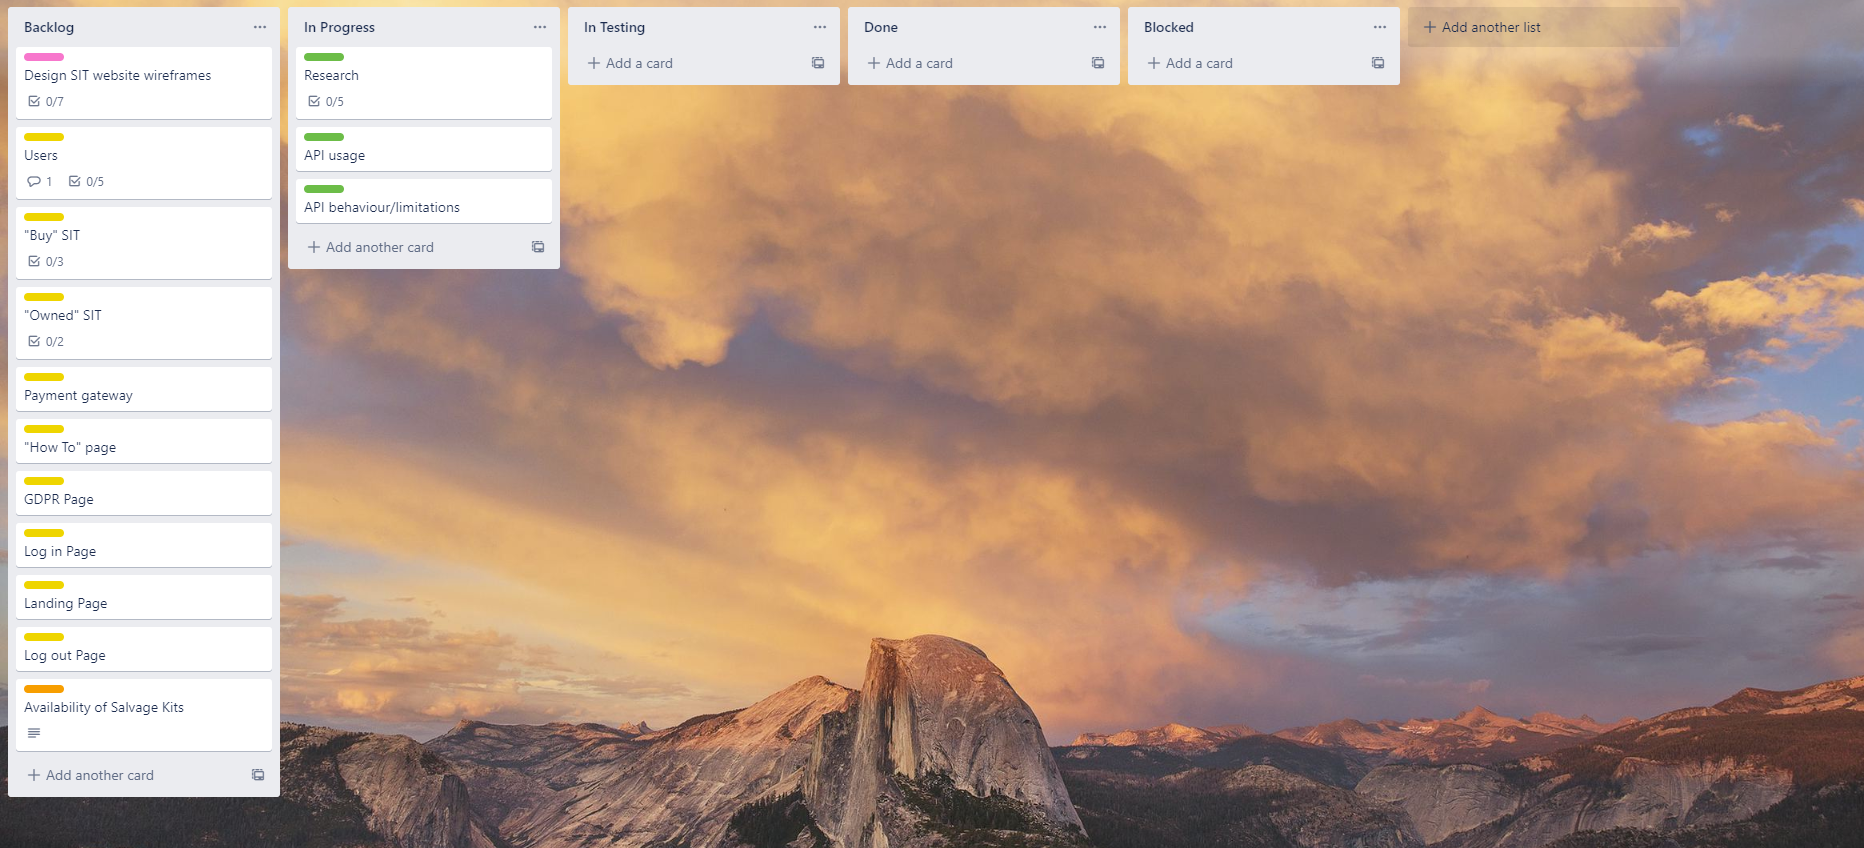 Backlog
Design SIT website wireframes
0/7
Users
1 0/5
"Buy" SIT
0/3
"Owned" SIT
0/2
Payment gateway
"How To" page
GDPR Page
Log in Page
Landing Page
Log out Page
Availability of Salvage Kits
Add another card
In Progress
Research
0/5
API usage
API behaviour/limitations
Add another card
In Testing
Add a card
Done
Add a card
Blocked
Add a card
Add another list